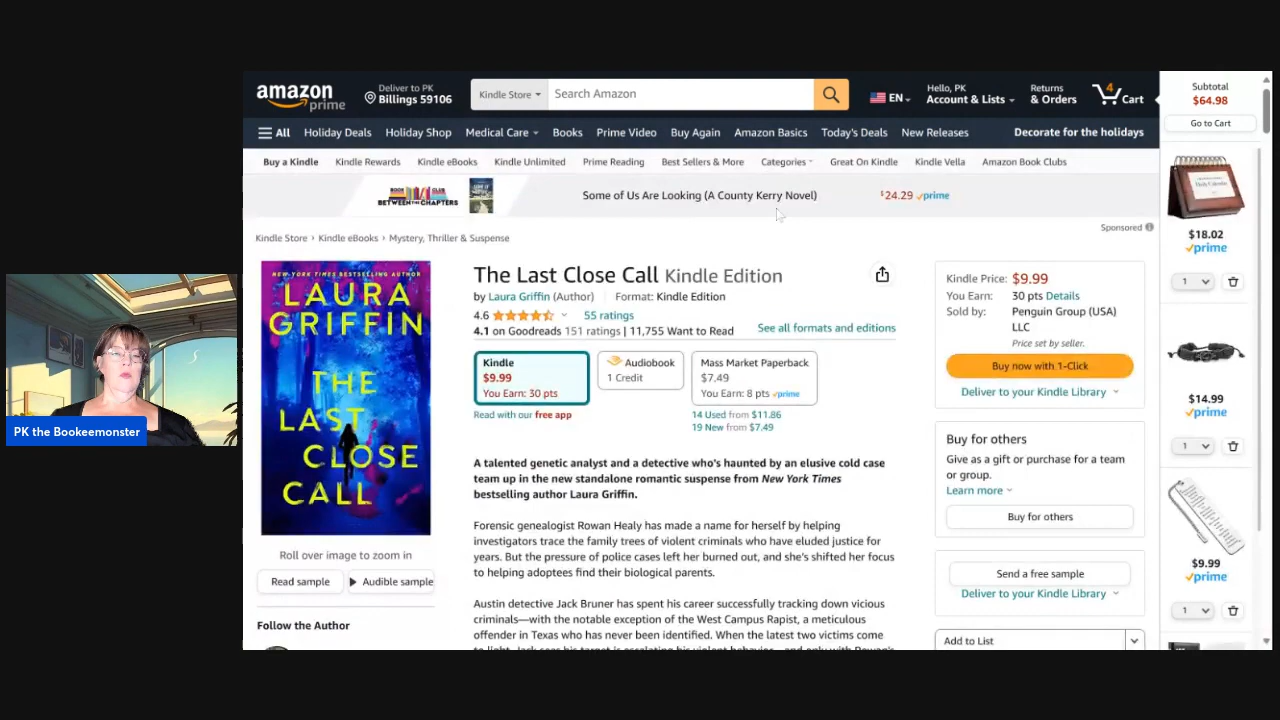 amazon
prime
Deliver to PK
Billings 59106
Kindle Store
Search Amazon
EN
Hello, PK
Account & Lists
Returns
& Orders
4
Cart
Subtotal
$64.98
Go to Cart
All
Holiday Deals
Holiday Shop
Medical Care
Books
Prime Video
Buy Again
Amazon Basics
Today's Deals
New Releases
Decorate for the holidays
Buy a Kindle
Kindle Rewards
Kindle eBooks
Kindle Unlimited
Prime Reading
Best Sellers & More
Categories
Great On Kindle
Kindle Vella
Amazon Book Clubs
BETWEEN THE CHAPTERS
Some of Us Are Looking (A County Kerry Novel)
$24.29 prime
Sponsored
Kindle Store › Kindle eBooks › Mystery, Thriller & Suspense
NEW YORK TIMES BESTSELLING AUTHOR
LAURA
GRIFFIN
THE
LAST
CLOSE
CALL
Roll over image to zoom in
Read sample
Audible sample
Follow the Author
The Last Close Call Kindle Edition
by Laura Griffin (Author)
Format: Kindle Edition
4.6
55 ratings
4.1 on Goodreads 151 ratings | 11,755 Want to Read
See all formats and editions
Kindle
$9.99
You Earn: 30 pts
Audiobook
1 Credit
Mass Market Paperback
$7.49
You Earn: 8 pts prime
Read with our free app
14 Used from $11.86
19 New from $7.49
A talented genetic analyst and a detective who's haunted by an elusive cold case
team up in the new standalone romantic suspense from New York Times
bestselling author Laura Griffin.
Forensic genealogist Rowan Healy has made a name for herself by helping
investigators trace the family trees of violent criminals who have eluded justice for
years. But the pressure of police cases left her burned out, and she's shifted her focus
to helping adoptees find their biological parents.
Austin detective Jack Bruner has spent his career successfully tracking down vicious
criminals—with the notable exception of the West Campus Rapist, a meticulous
offender in Texas who has never been identified. When the latest two victims come
Kindle Price: $9.99
You Earn: 30 pts Details
Sold by: Penguin Group (USA)
LLC
Price set by seller.
Buy now with 1-Click
Deliver to your Kindle Library
Buy for others
Give as a gift or purchase for a team
or group.
Learn more
Buy for others
Send a free sample
Deliver to your Kindle Library
Add to List
$18.02
prime
1
$14.99
prime
1
$9.99
prime
1
PK the Bookeemonster